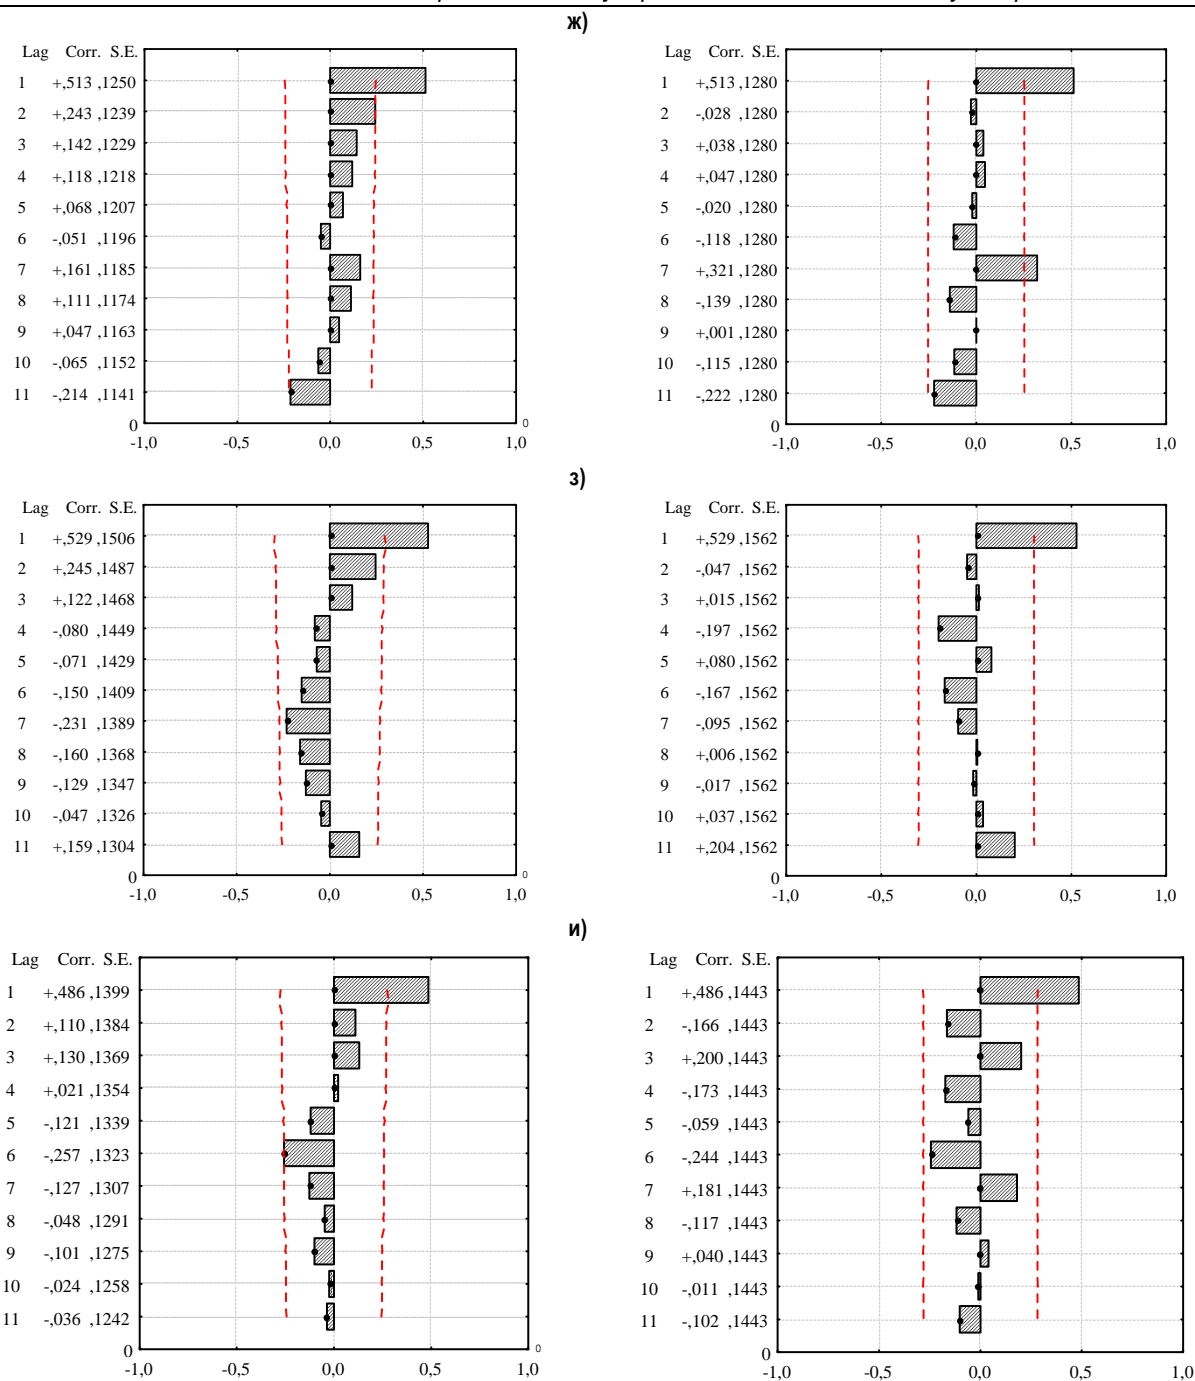 ж)
Lag Corr. S.E.
1 +,513 ,1250
2 +,243 ,1239
3 +,142 ,1229
4 +,118 ,1218
5 +,068 ,1207
6 -,051 ,1196
7 +,161 ,1185
8 +,111 ,1174
9 +,047 ,1163
10 -,065 ,1152
11 -,214 ,1141
0 0
-1,0 -0,5 0,0 0,5 1,0
Lag Corr. S.E.
1 +,513 ,1280
2 -,028 ,1280
3 +,038 ,1280
4 +,047 ,1280
5 -,020 ,1280
6 -,118 ,1280
7 +,321 ,1280
8 -,139 ,1280
9 +,001 ,1280
10 -,115 ,1280
11 -,222 ,1280
0
-1,0 -0,5 0,0 0,5 1,0
з)
Lag Corr. S.E.
1 +,529 ,1506
2 +,245 ,1487
3 +,122 ,1468
4 -,080 ,1449
5 -,071 ,1429
6 -,150 ,1409
7 -,231 ,1389
8 -,160 ,1368
9 -,129 ,1347
10 -,047 ,1326
11 +,159 ,1304
0 0
-1,0 -0,5 0,0 0,5 1,0
Lag Corr. S.E.
1 +,529 ,1562
2 -,047 ,1562
3 +,015 ,1562
4 -,197 ,1562
5 +,080 ,1562
6 -,167 ,1562
7 -,095 ,1562
8 +,006 ,1562
9 -,017 ,1562
10 +,037 ,1562
11 +,204 ,1562
0
-1,0 -0,5 0,0 0,5 1,0
и)
Lag Corr. S.E.
1 +,486 ,1399
2 +,110 ,1384
3 +,130 ,1369
4 +,021 ,1354
5 -,121 ,1339
6 -,257 ,1323
7 -,127 ,1307
8 -,048 ,1291
9 -,101 ,1275
10 -,024 ,1258
11 -,036 ,1242
0 0
-1,0 -0,5 0,0 0,5 1,0
Lag Corr. S.E.
1 +,486 ,1443
2 -,166 ,1443
3 +,200 ,1443
4 -,173 ,1443
5 -,059 ,1443
6 -,244 ,1443
7 +,181 ,1443
8 -,117 ,1443
9 +,040 ,1443
10 -,011 ,1443
11 -,102 ,1443
0
-1,0 -0,5 0,0 0,5 1,0